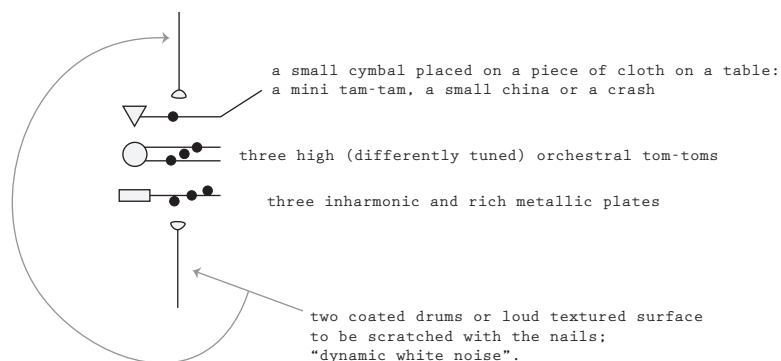 a small cymbal placed on a piece of cloth on a table:
a mini tam-tam, a small china or a crash
three high (differently tuned) orchestral tom-toms
three inharmonic and rich metallic plates
two coated drums or loud textured surface
to be scratched with the nails;
“dynamic white noise”.